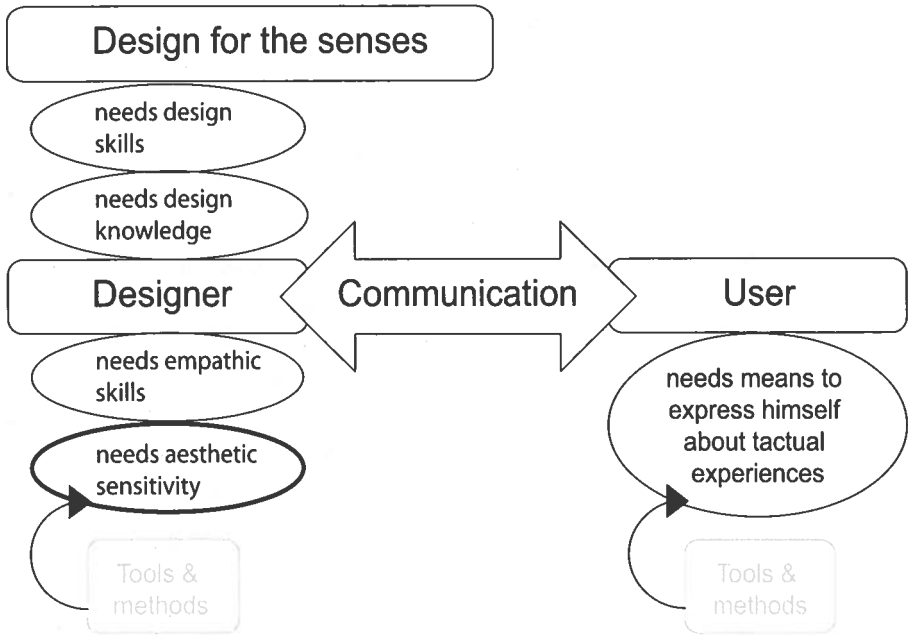 Design for the senses
needs design
skills
needs design
knowledge
Designer
Communication
User
needs empathic
skills
needs aesthetic
sensitivity
needs means to
express himself
about tactual
experiences
Tools &
methods
Tools &
methods